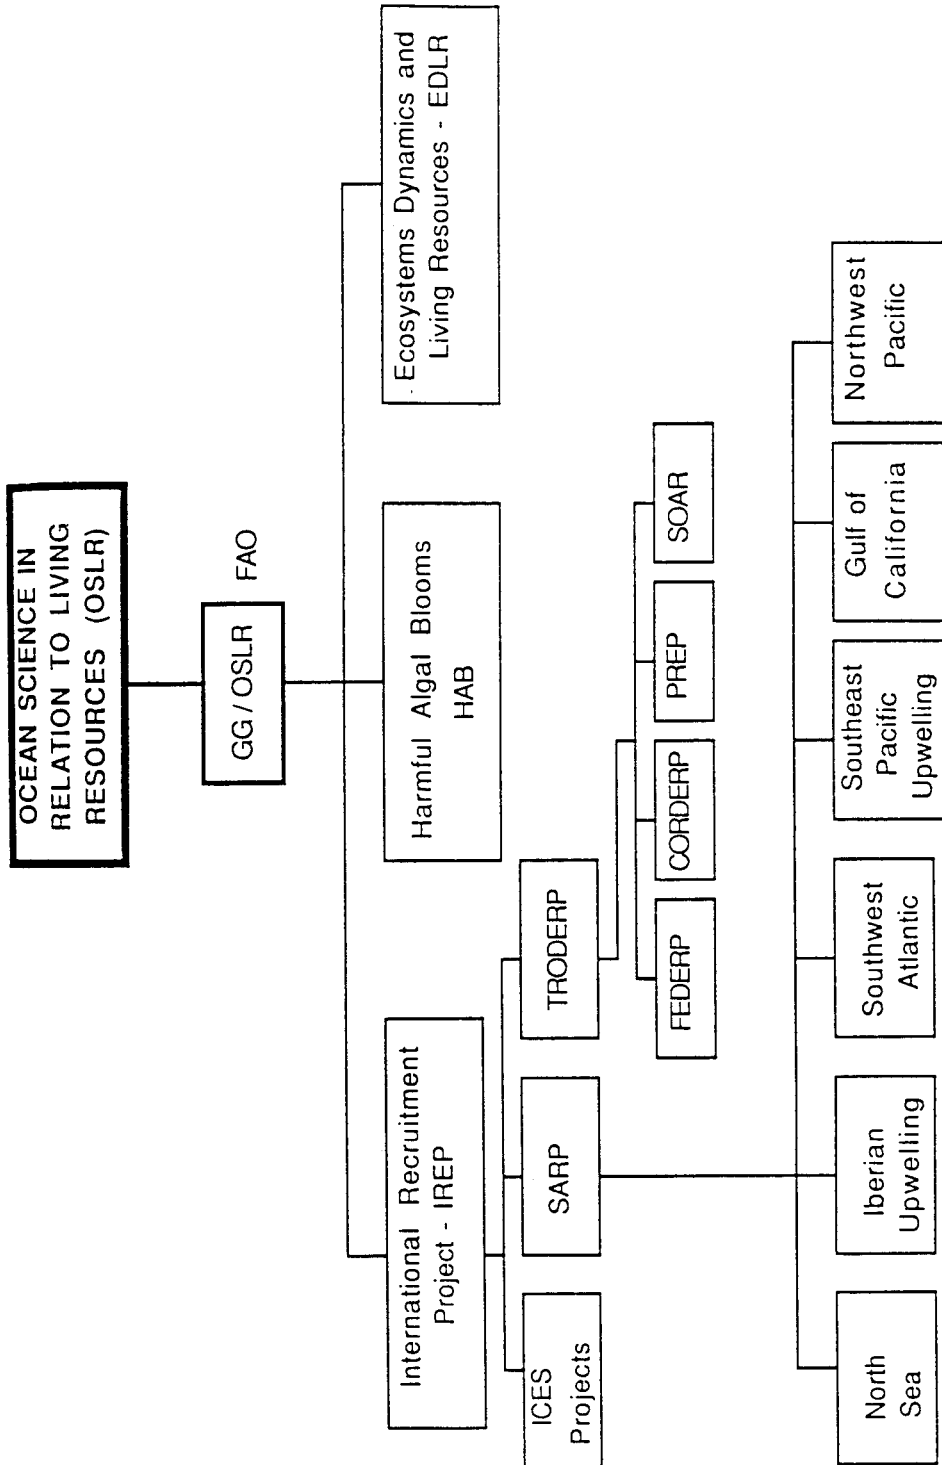 OCEAN SCIENCE IN
RELATION TO LIVING
RESOURCES (OSLR)
GG / OSLR
FAO
International Recruitment
Project - IREP
Harmful Algal Blooms
HAB
Ecosystems Dynamics and
Living Resources - EDLR
ICES
Projects
SARP
TRODERP
FEDERP
CORDERP
PREP
SOAR
North
Sea
Iberian
Upwelling
Southwest
Atlantic
Southeast
Pacific
Upwelling
Gulf of
California
Northwest
Pacific